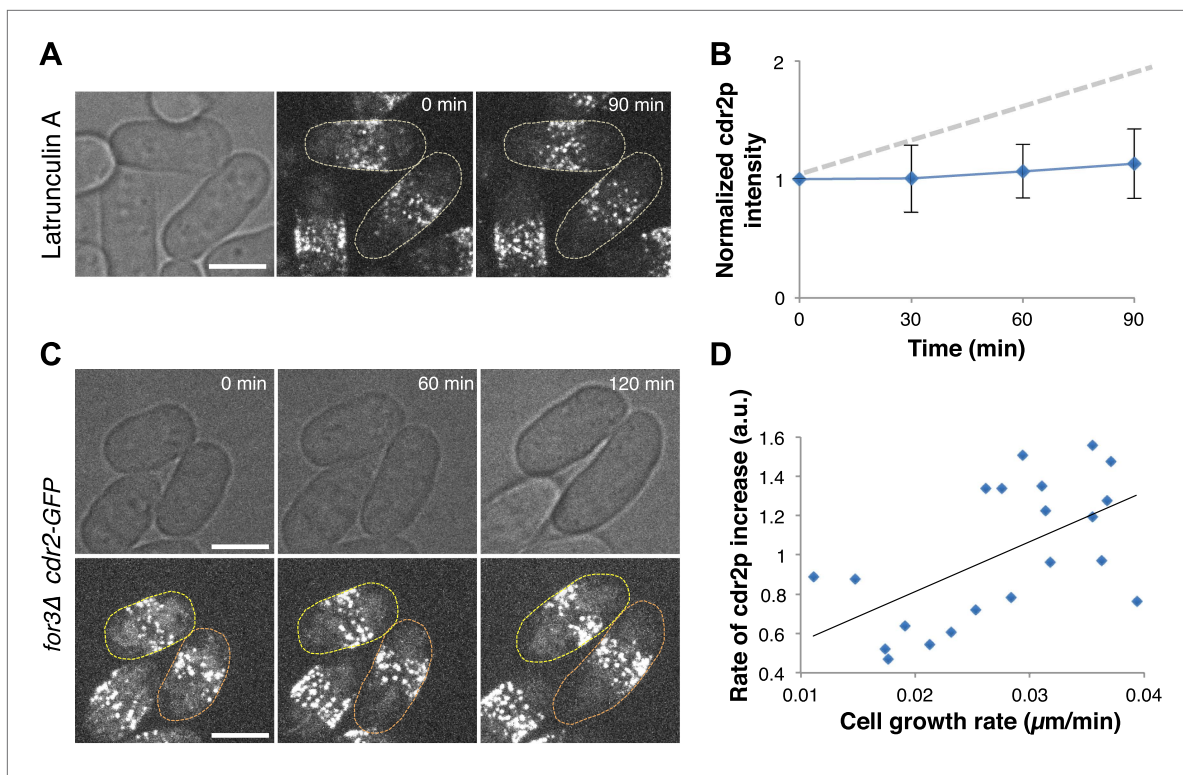 A
Latrunculin A
0 min
90 min
B
Normalized cdr2p
intensity
2
1
0
0
30
60
90
Time (min)
C
for3Δ cdr2-GFP
0 min
60 min
120 min
D
Rate of cdr2p increase (a.u.)
1.6
1.4
1.2
1
0.8
0.6
0.4
0.01
0.02
0.03
0.04
Cell growth rate (μm/min)